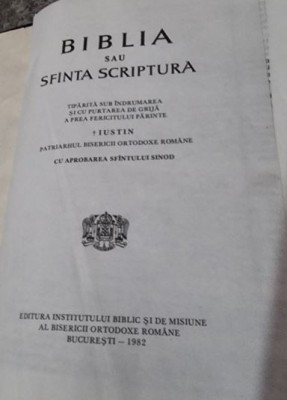 BIBLIA
SAU
SFINTA SCRIPTURA
TIPĂRITĂ SUB ÎNDRUMAREA
ȘI CU PURTAREA DE GRIJĂ
A PREA FERICITULUI PĂRINTE
† IUSTIN
PATRIARHUL BISERICII ORTODOXE ROMÂNE
CU APROBAREA SFÎNTULUI SINOD
EDITURA INSTITUTULUI BIBLIC ȘI DE MISIUNE
AL BISERICII ORTODOXE ROMÂNE
BUCUREȘTI — 1982